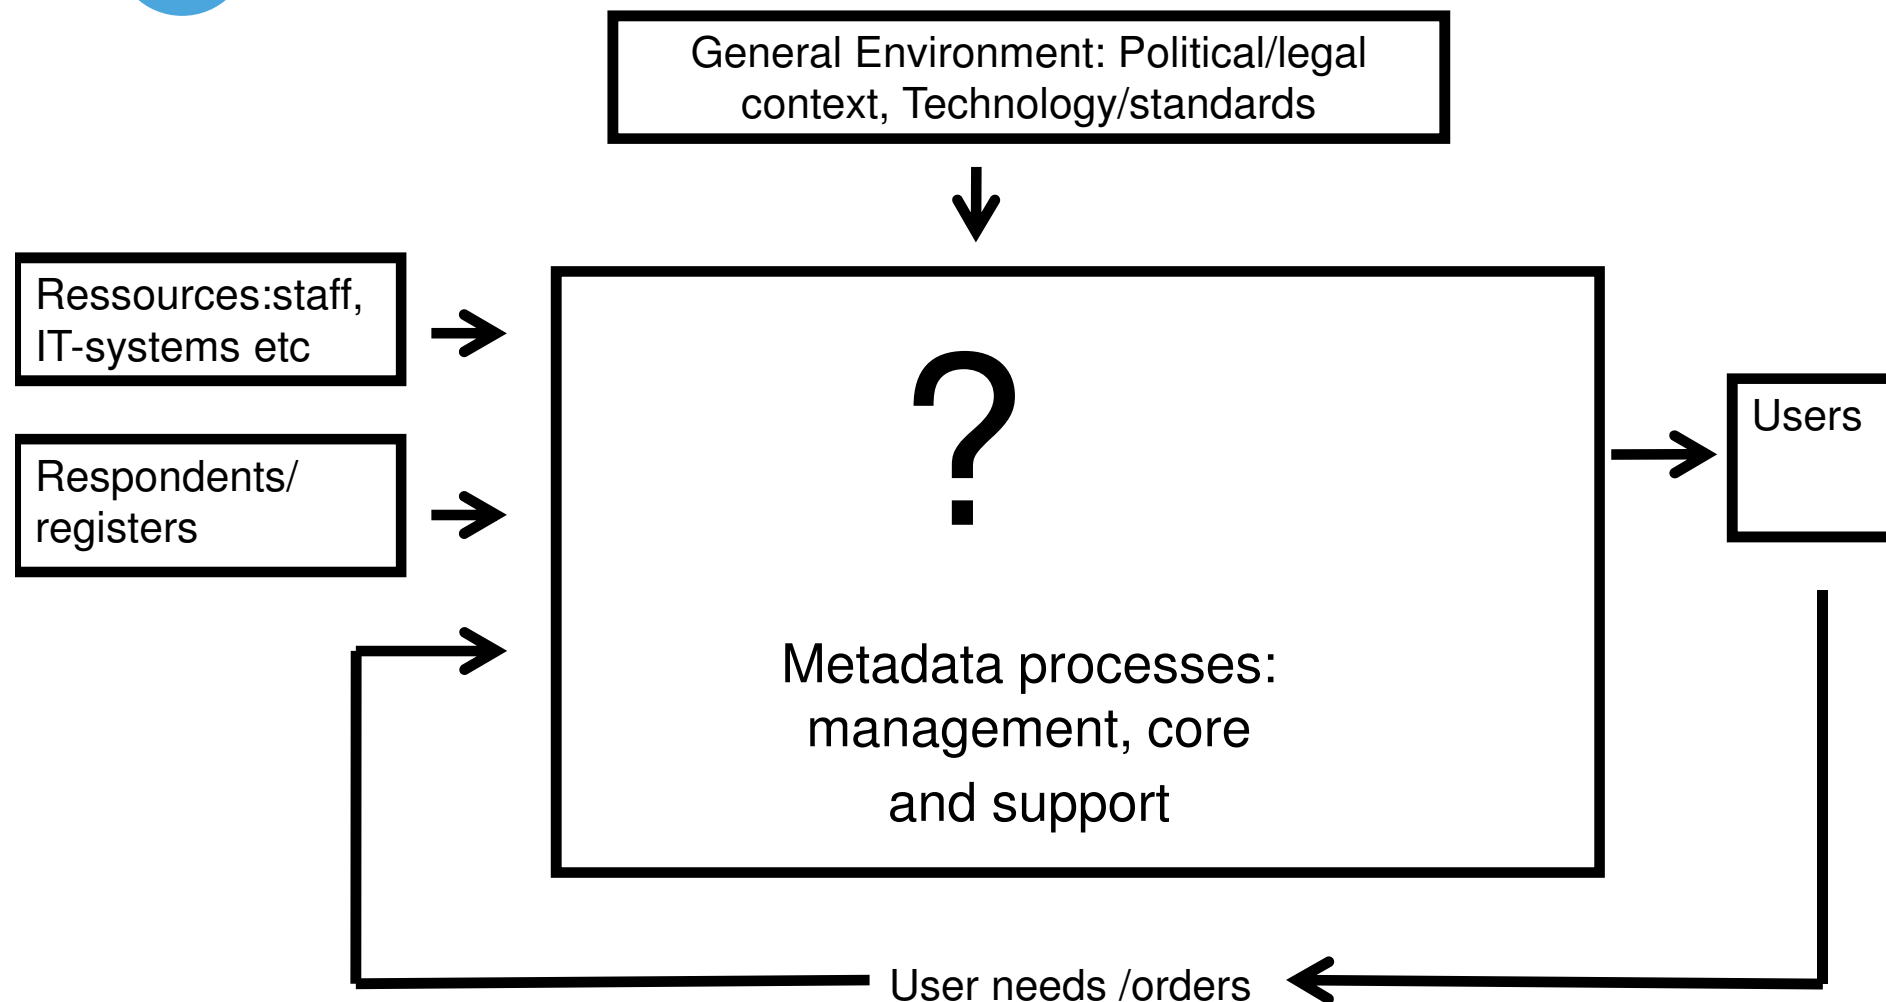 General Environment: Political/legal
context, Technology/standards
Ressources:staff,
IT-systems etc
Respondents/
registers
?
Users
Metadata processes:
management, core
and support
User needs /orders